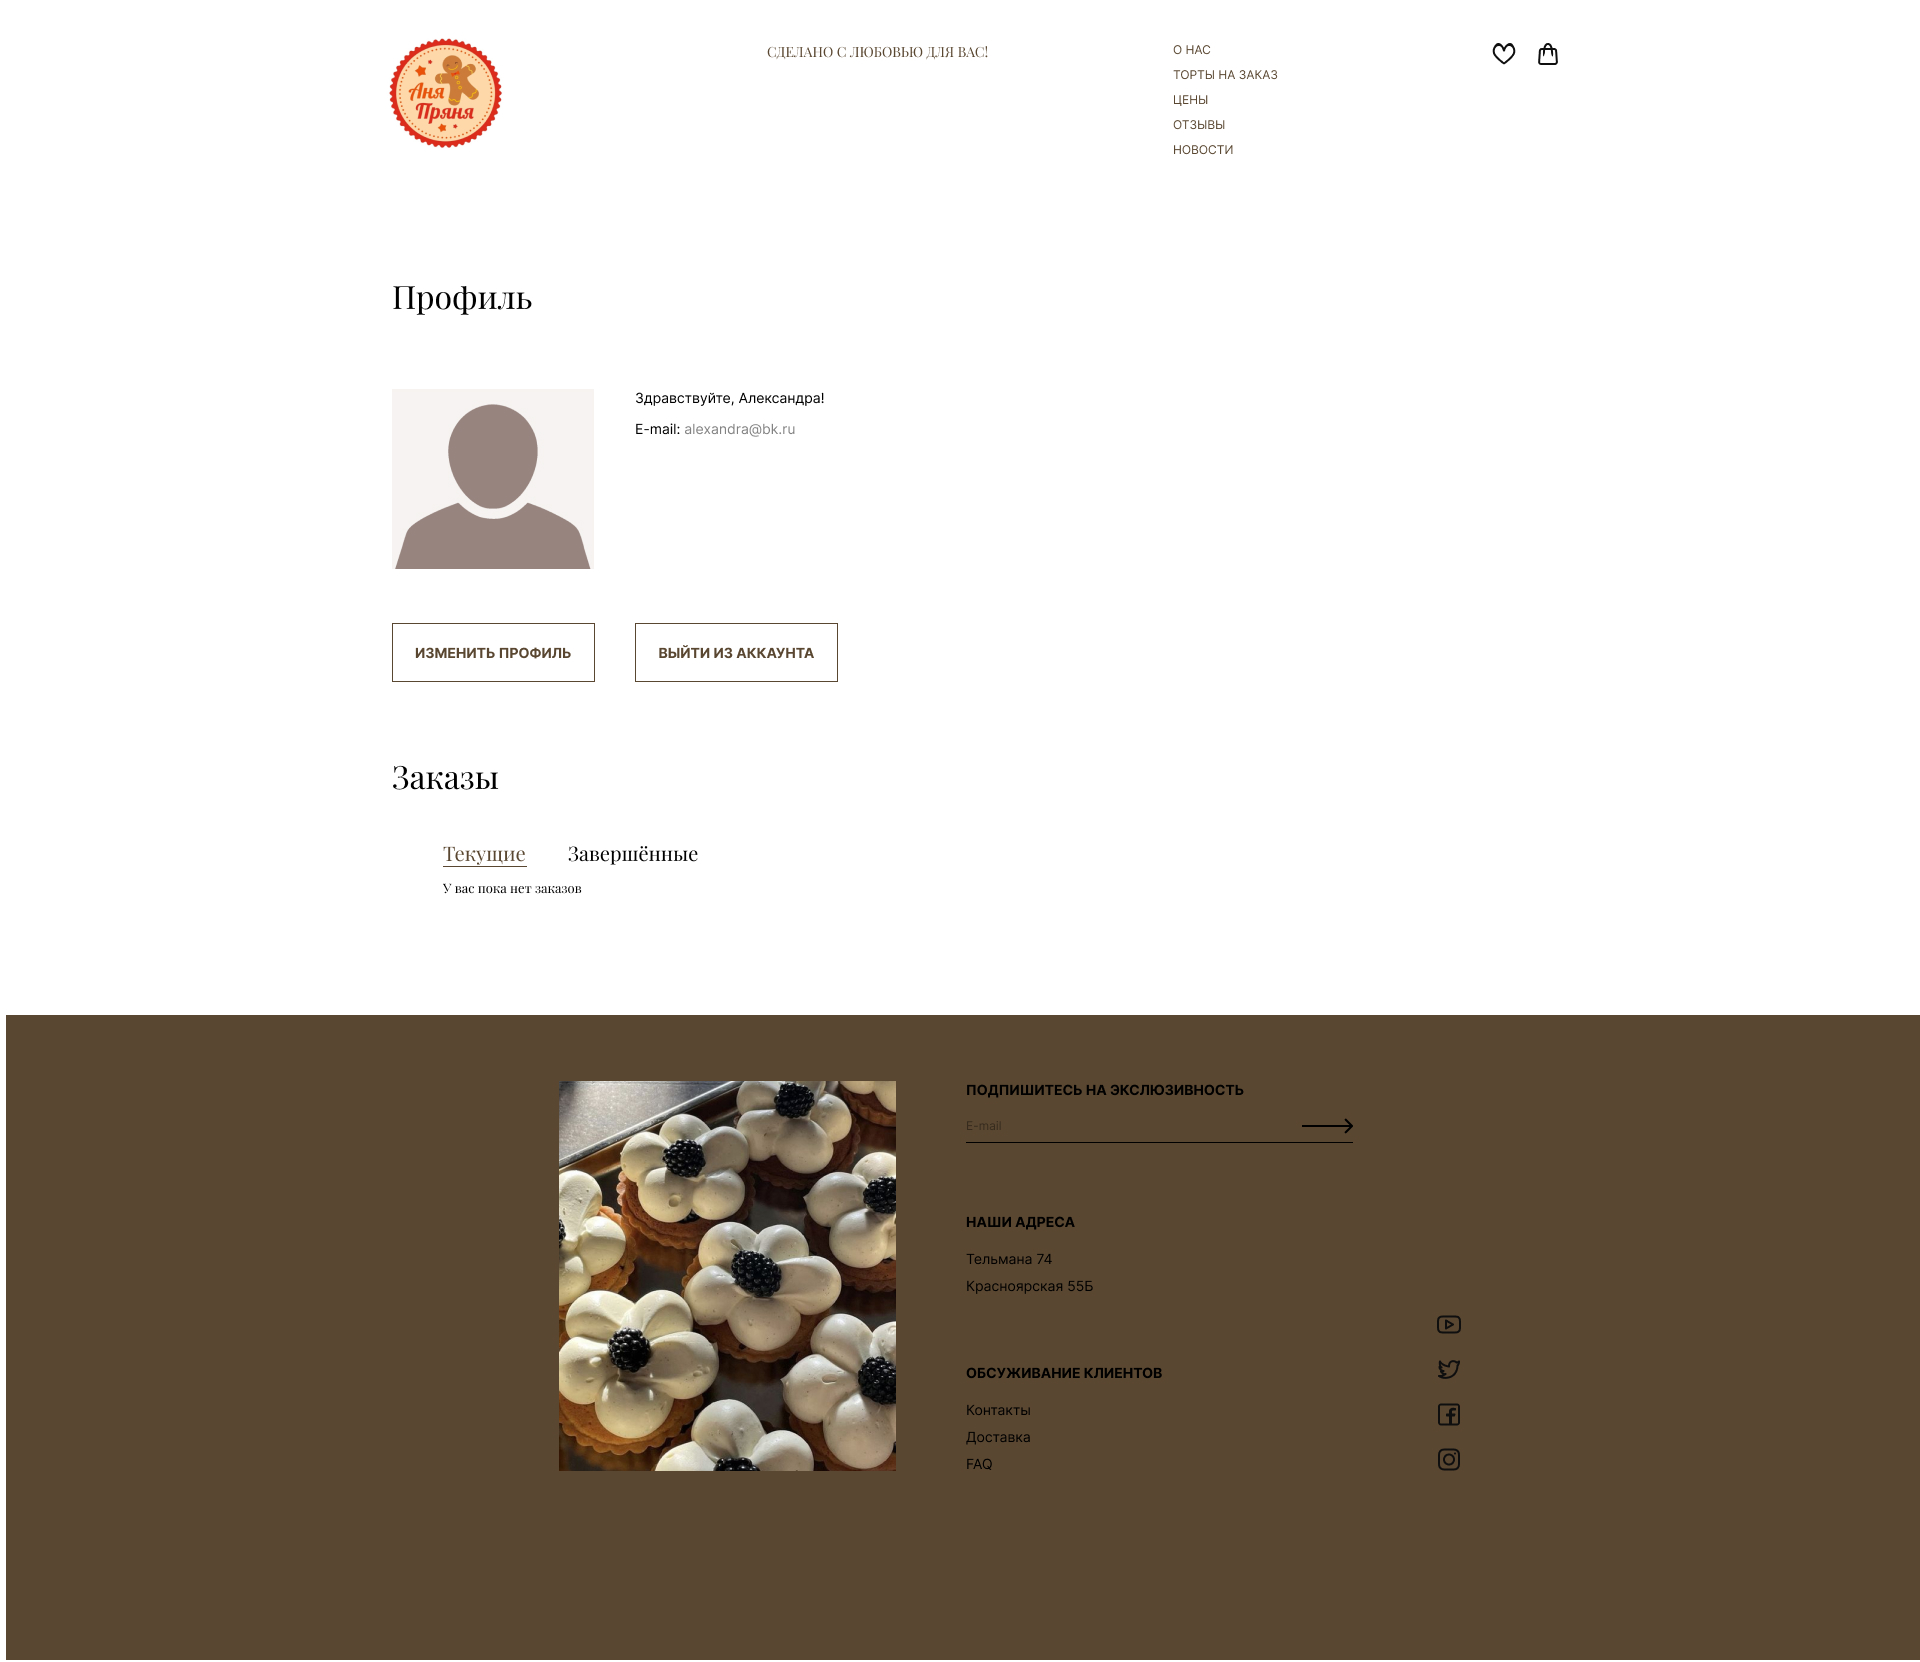 Аня
Пряня
СДЕЛАНО С ЛЮБОВЬЮ ДЛЯ ВАС!
О НАС
ТОРТЫ НА ЗАКАЗ
ЦЕНЫ
ОТЗЫВЫ
НОВОСТИ
Профиль
Здравствуйте, Александра!
E-mail: alexandra@bk.ru
ИЗМЕНИТЬ ПРОФИЛЬ
ВЫЙТИ ИЗ АККАУНТА
Заказы
Текущие
Завершённые
У вас пока нет заказов
ПОДПИШИТЕСЬ НА ЭКСЛЮЗИВНОСТЬ
E-mail
НАШИ АДРЕСА
Тельмана 74
Красноярская 55Б
ОБСУЖИВАНИЕ КЛИЕНТОВ
Контакты
Доставка
FAQ